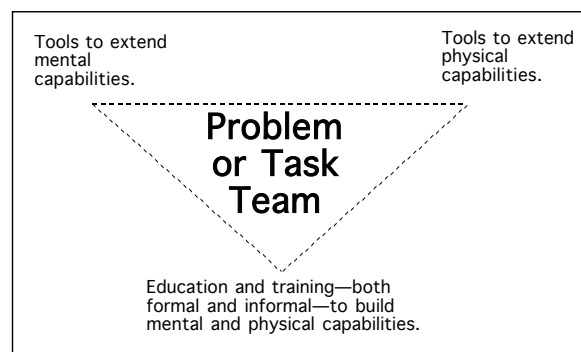 Tools to extend
mental
capabilities.
Tools to extend
physical
capabilities.
Problem
or Task
Team
Education and training—both
formal and informal—to build
mental and physical capabilities.